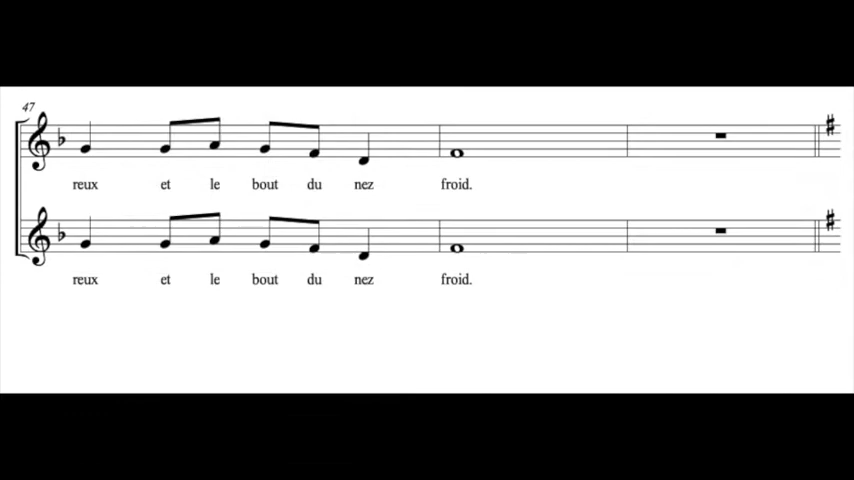 47
reux et le bout du nez froid.
reux et le bout du nez froid.